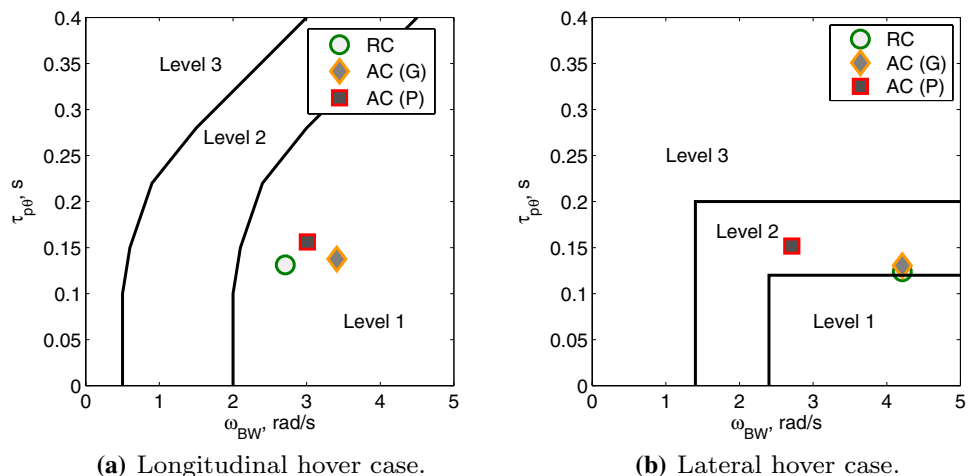 0.4
0.35
0.3
0.25
0.2
0.15
0.1
0.05
0
τpθ, s
Level 3
Level 2
Level 1
RC
AC (G)
AC (P)
0 1 2 3 4 5
ωBW, rad/s
(a) Longitudinal hover case.
0.4
0.35
0.3
0.25
0.2
0.15
0.1
0.05
0
τpθ, s
RC
AC (G)
AC (P)
Level 3
Level 2
Level 1
0 1 2 3 4 5
ωBW, rad/s
(b) Lateral hover case.